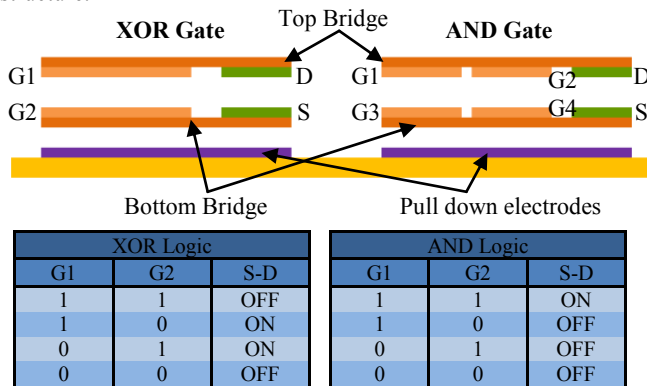 structure.
Top Bridge
XOR Gate
AND Gate
G1
D
G1
G2
D
G2
S
G3
G4
S
Bottom Bridge
Pull down electrodes
XOR Logic
G1 G2 S-D
1 1 OFF
1 0 ON
0 1 ON
0 0 OFF
AND Logic
G1 G2 S-D
1 1 ON
1 0 OFF
0 1 OFF
0 0 OFF